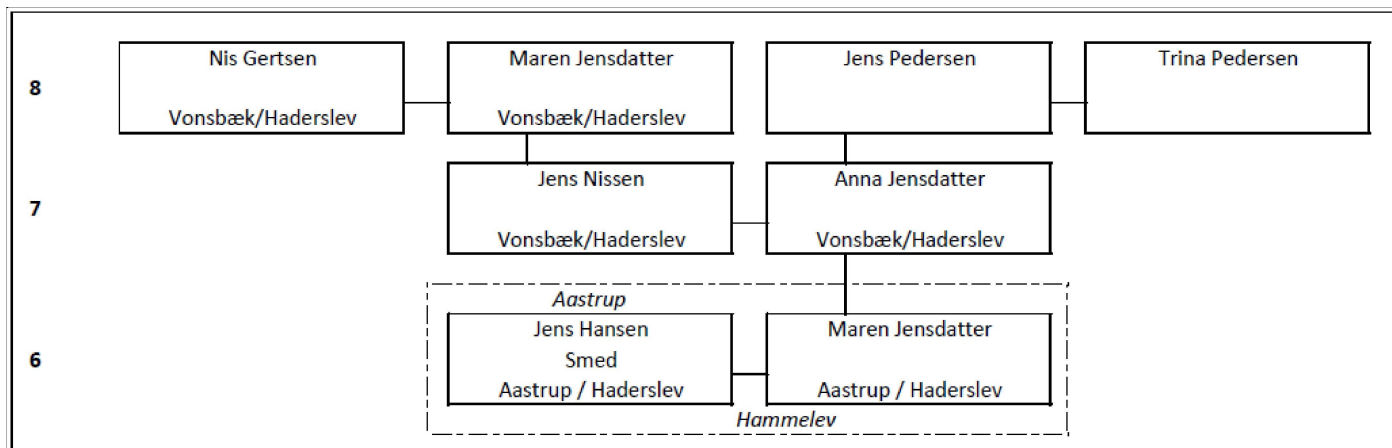 8
Nis Gertsen
Vonsbæk/Haderslev
Maren Jensdatter
Vonsbæk/Haderslev
Jens Pedersen
Trina Pedersen
7
Jens Nissen
Vonsbæk/Haderslev
Anna Jensdatter
Vonsbæk/Haderslev
6
Aastrup
Jens Hansen
Smed
Aastrup / Haderslev
Maren Jensdatter
Aastrup / Haderslev
Hammelev